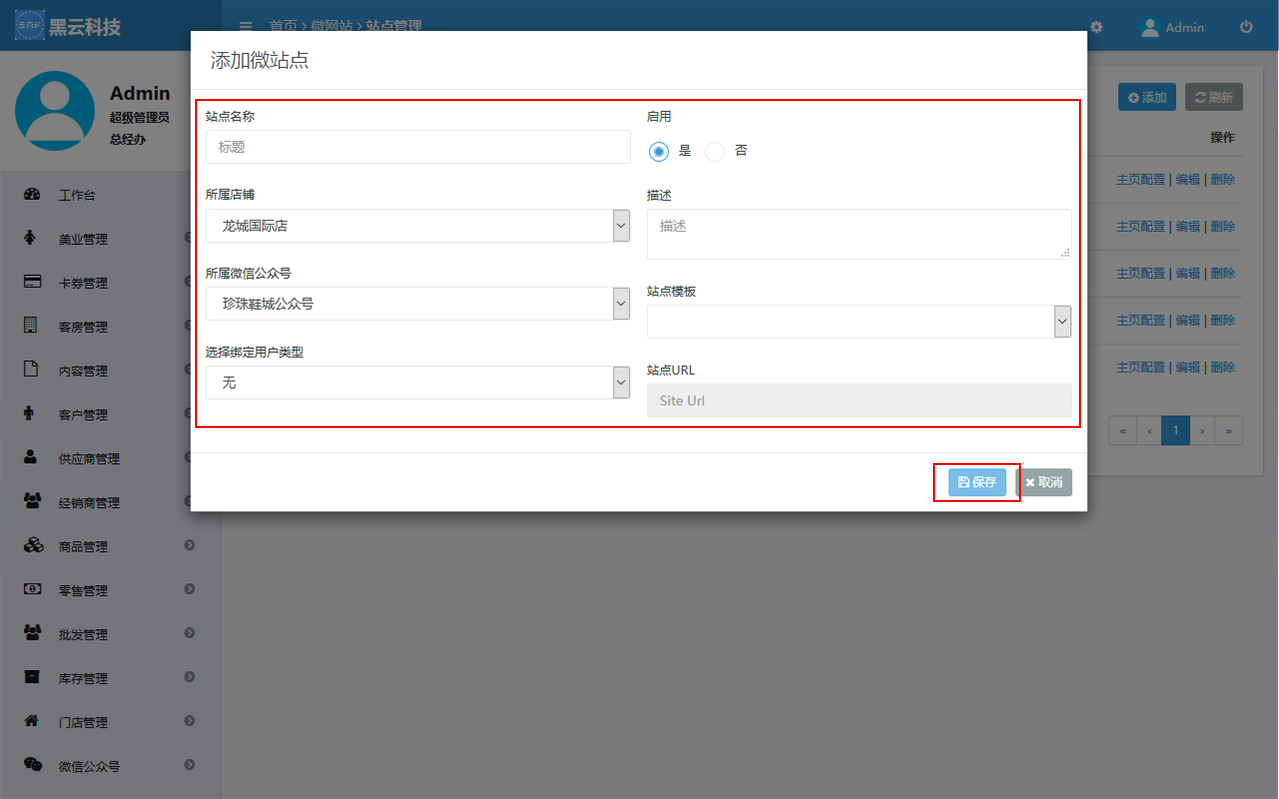 黑云科技
首页 > 微网站 > 站点管理
Admin
添加微站点
Admin
超级管理员
总经办
添加
刷新
操作
站点名称
标题
启用
是
否
所属店铺
龙城国际店
描述
描述
所属微信公众号
珍珠鞋城公众号
站点模板
选择绑定用户类型
无
站点URL
Site Url
保存
取消
主页配置 | 编辑 | 删除
主页配置 | 编辑 | 删除
主页配置 | 编辑 | 删除
主页配置 | 编辑 | 删除
主页配置 | 编辑 | 删除
« ‹ 1 › »
工作台
美业管理
卡券管理
客房管理
内容管理
客户管理
供应商管理
经销商管理
商品管理
零售管理
批发管理
库存管理
门店管理
微信公众号